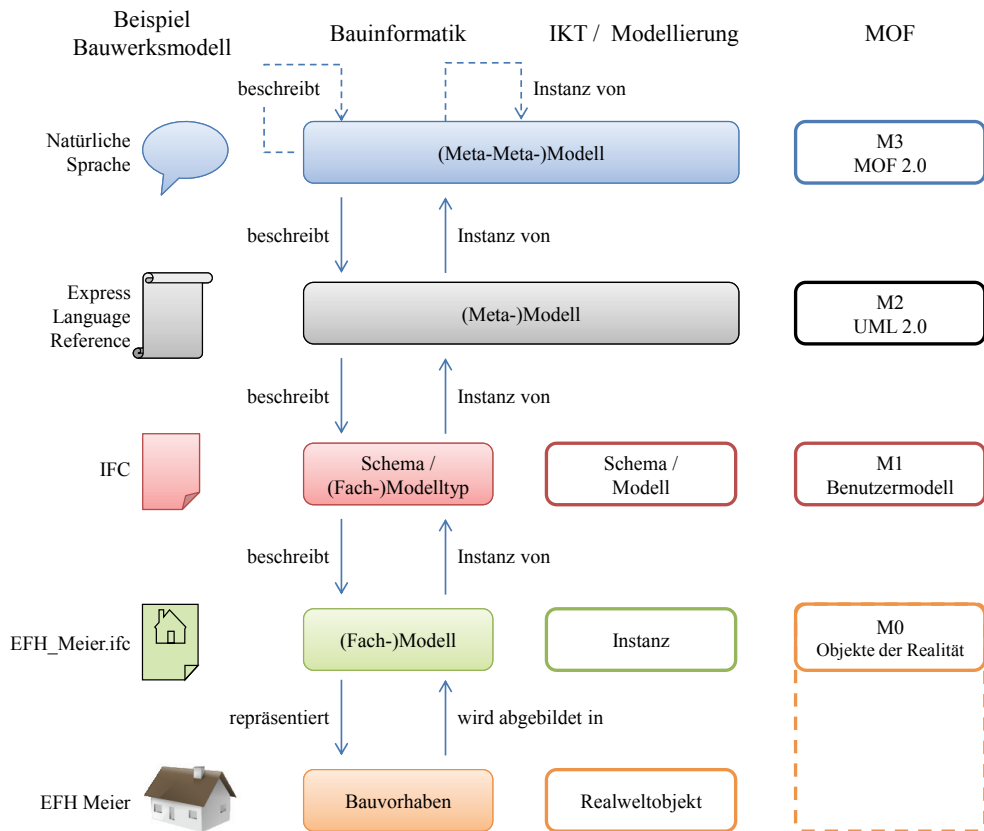 Beispiel
Bauwerksmodell
Bauinformatik
IKT / Modellierung
MOF
beschreibt
Instanz von
Natürliche
Sprache
(Meta-Meta-)Modell
M3
MOF 2.0
beschreibt
Instanz von
Express
Language
Reference
(Meta-)Modell
M2
UML 2.0
beschreibt
Instanz von
IFC
Schema /
(Fach-)Modelltyp
Schema /
Modell
M1
Benutzermodell
beschreibt
Instanz von
EFH_Meier.ifc
(Fach-)Modell
Instanz
M0
Objekte der Realität
repräsentiert
wird abgebildet in
EFH Meier
Bauvorhaben
Realweltobjekt